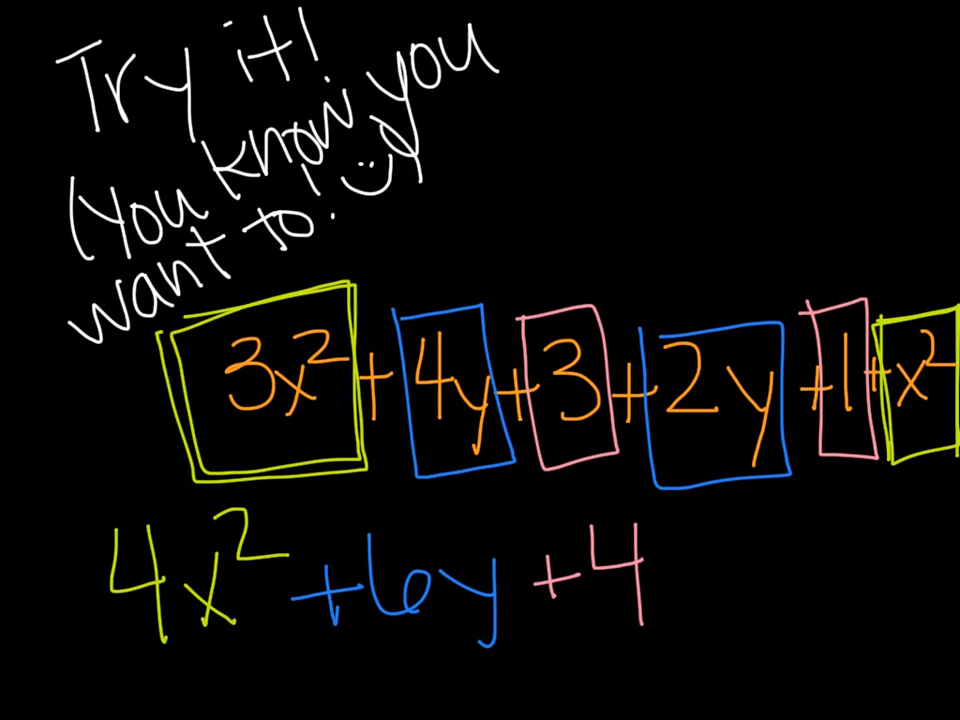 Try it!
(You know you
want to! :)
3x²+4y+3+2y+1+x²
4x²+6y+4